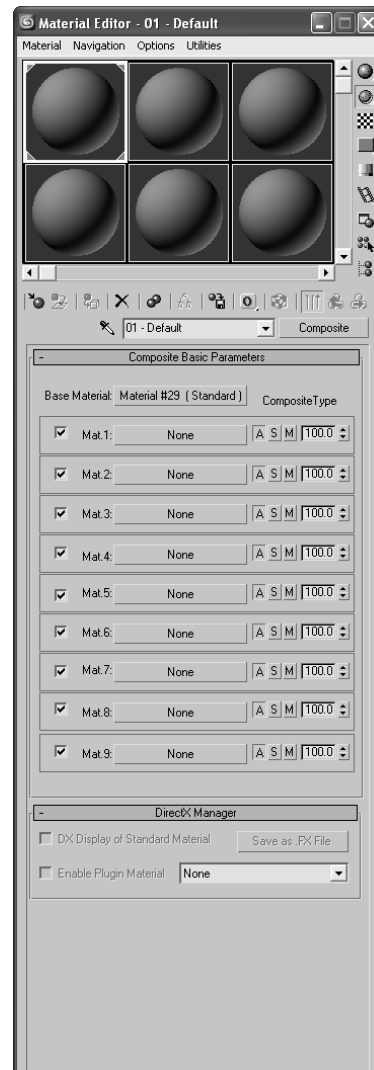 Material Editor - 01 - Default
Material Navigation Options Utilities
01 - Default Composite
- Composite Basic Parameters
Base Material: Material #29 ( Standard ) CompositeType
Mat.1: None A S M 100.0
Mat.2: None A S M 100.0
Mat.3: None A S M 100.0
Mat.4: None A S M 100.0
Mat.5: None A S M 100.0
Mat.6: None A S M 100.0
Mat.7: None A S M 100.0
Mat.8: None A S M 100.0
Mat.9: None A S M 100.0
- DirectX Manager
DX Display of Standard Material Save as .FX File
Enable Plugin Material None